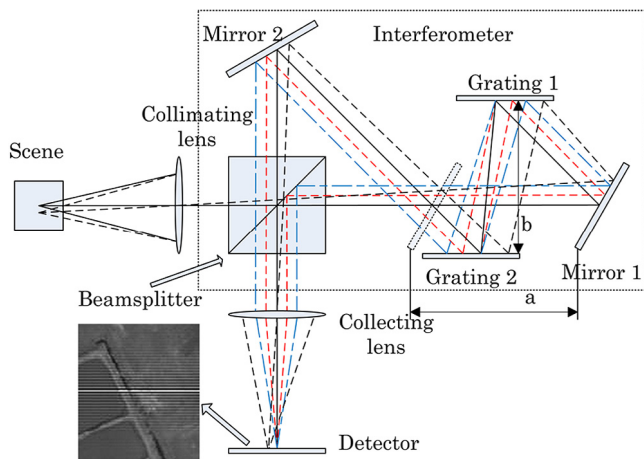 Mirror 2
Interferometer
Grating 1
Collimating
lens
Scene
b
Grating 2
Mirror 1
Beamsplitter
a
Collecting
lens
Detector